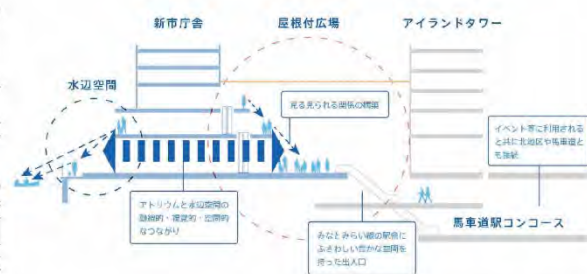 新市庁舎
屋根付広場
アイランドタワー
水辺空間
見る見られる関係の構築
イベント等に利用される
と共に北地区や馬車道と
も接続
アトリウムと水辺空間の
動線的・視覚的・空間的
なつながり
みなとみらい線の駅前に
ふさわしい豊かな空間を
持った出入口
馬車道駅コンコース